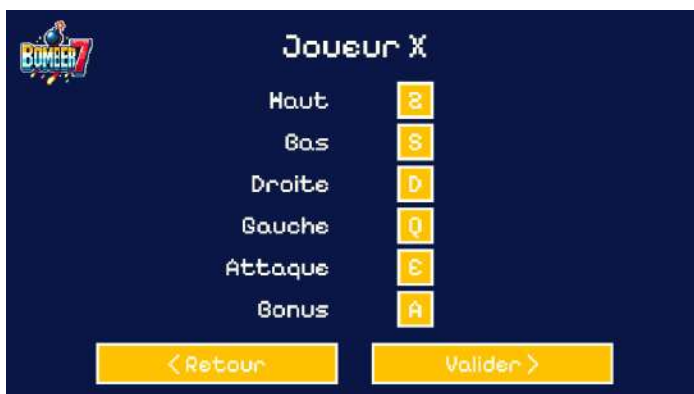 BOMBER 7
Joueur X
Haut Z
Bas S
Droite D
Gauche Q
Attaque E
Bonus A
<Retour
Valider>